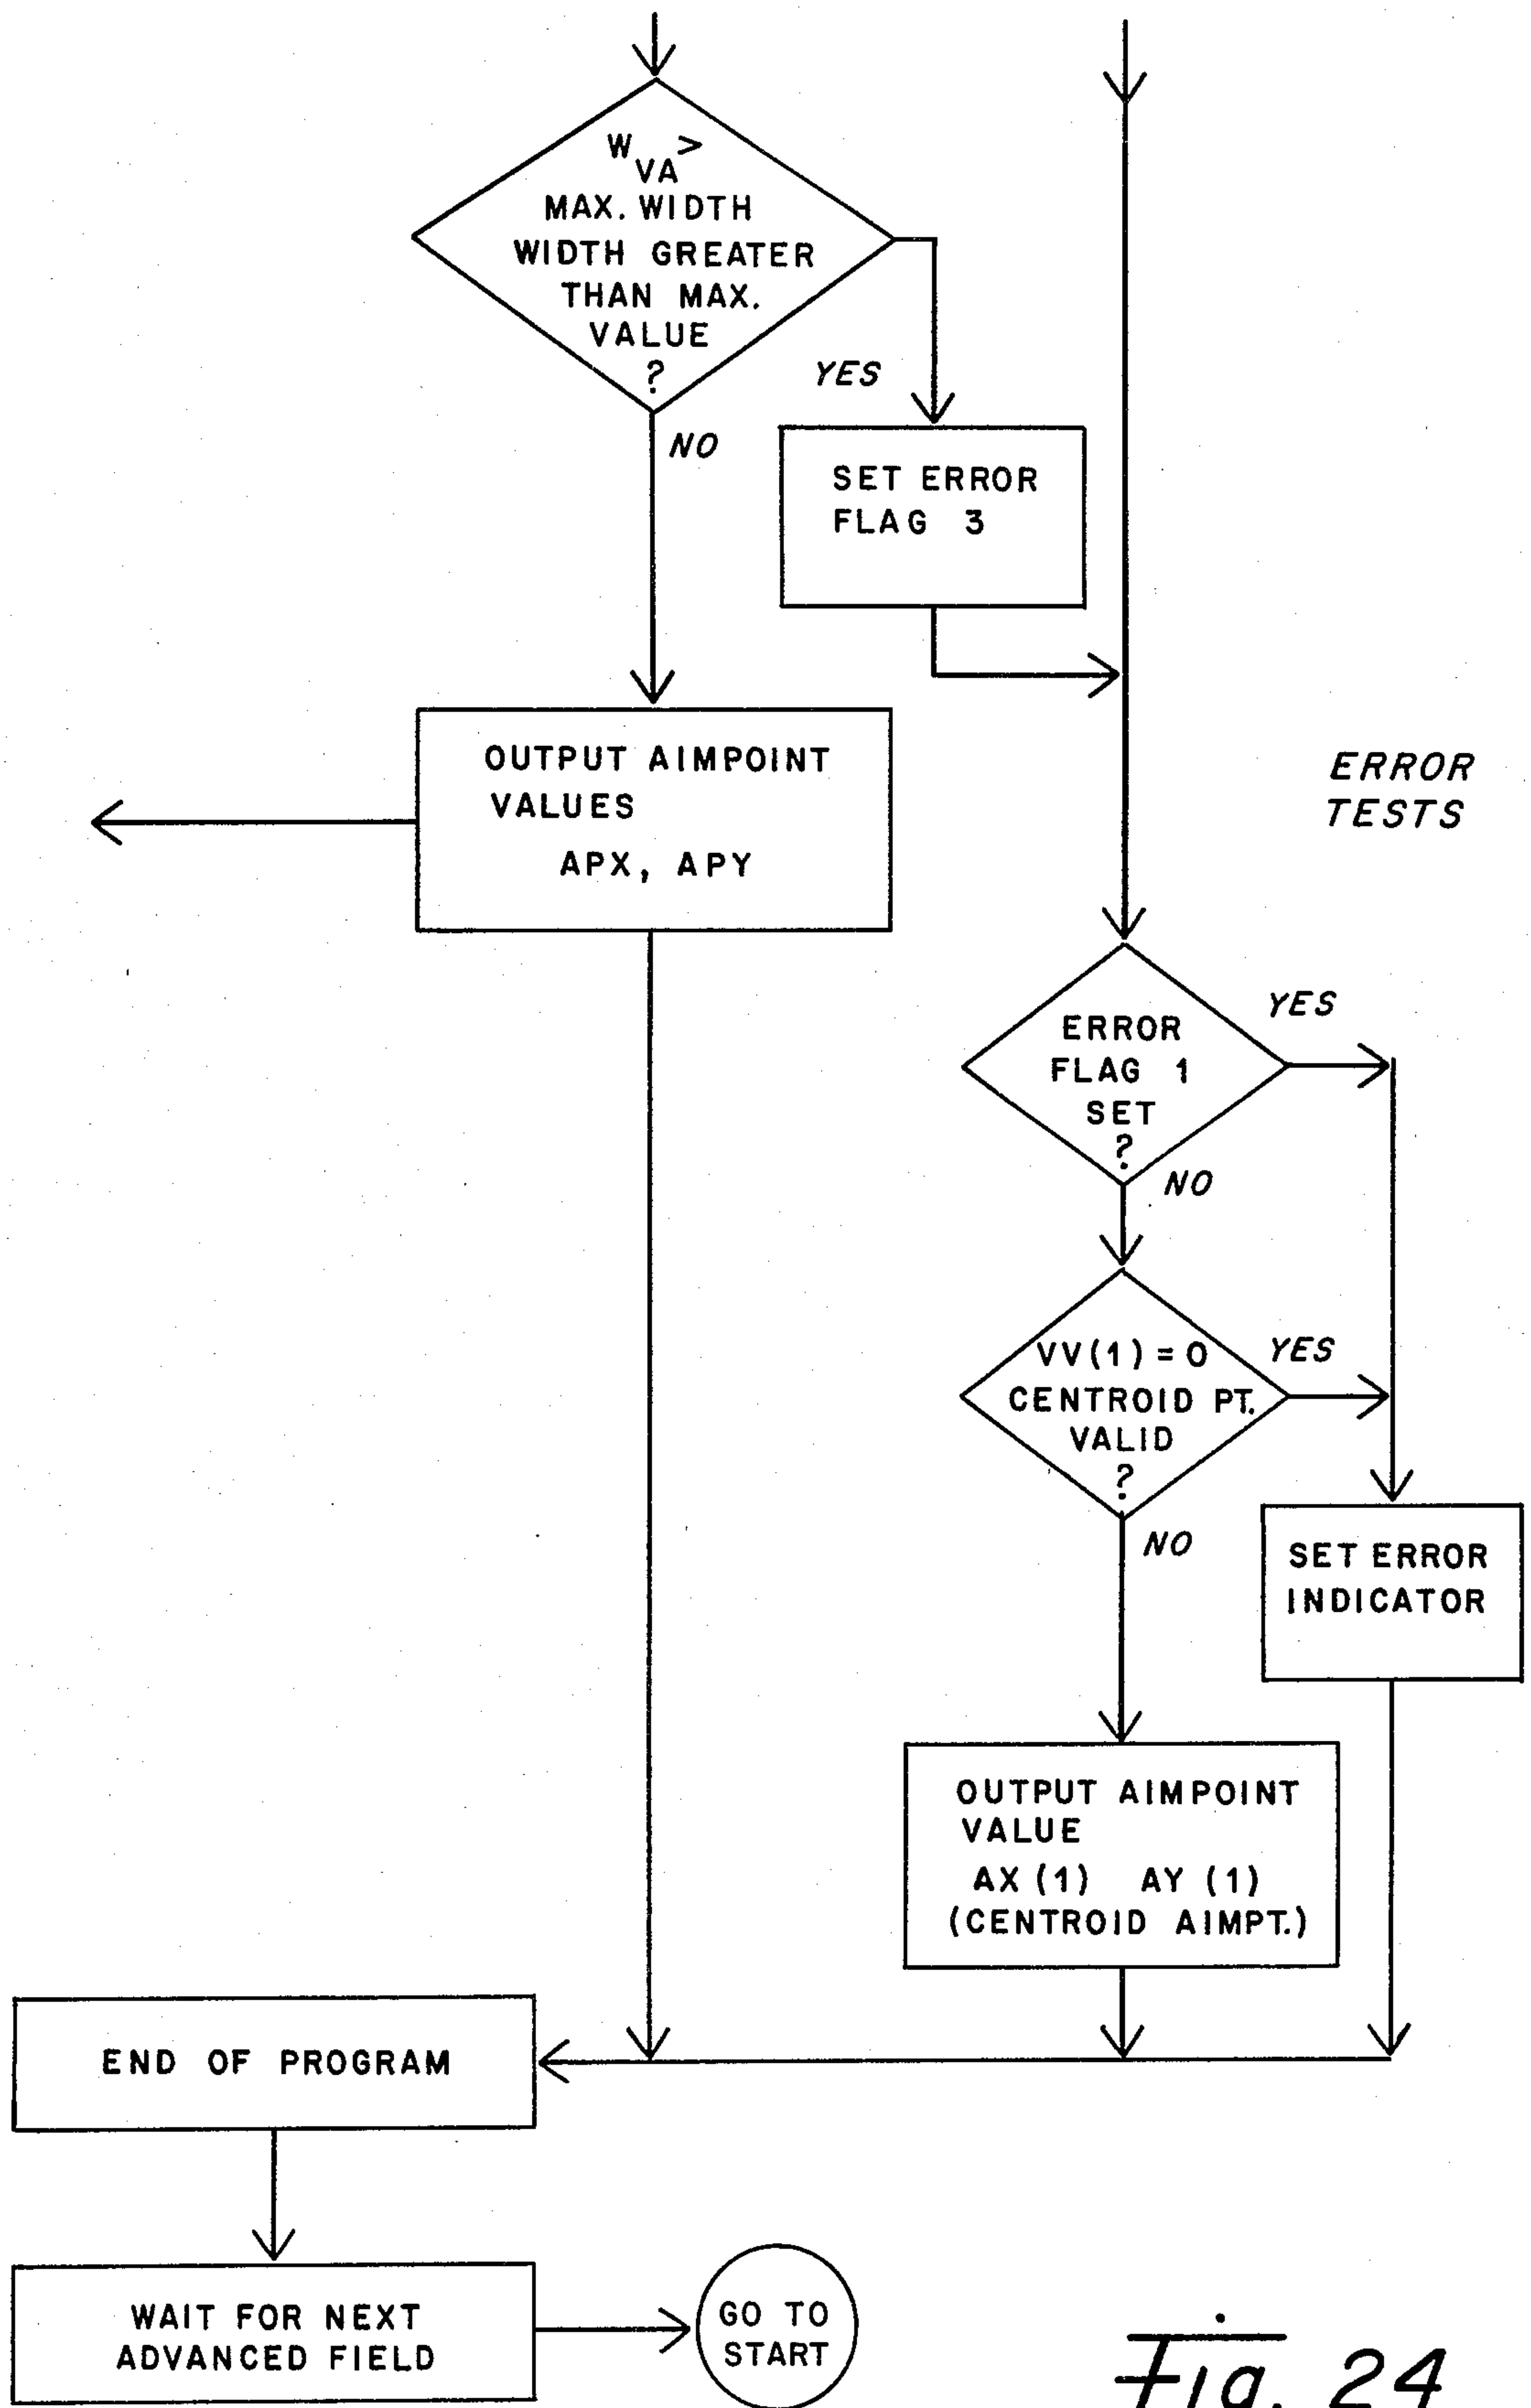 W VA >
MAX. WIDTH
WIDTH GREATER
THAN MAX.
VALUE
?
YES
NO
SET ERROR
FLAG 3
OUTPUT AIMPOINT
VALUES
APX, APY
ERROR
TESTS
ERROR
FLAG 1
SET
?
YES
NO
VV(1) = 0
CENTROID PT.
VALID
?
YES
NO
SET ERROR
INDICATOR
OUTPUT AIMPOINT
VALUE
AX (1) AY (1)
(CENTROID AIMPT.)
END OF PROGRAM
WAIT FOR NEXT
ADVANCED FIELD
GO TO
START
Fig. 24